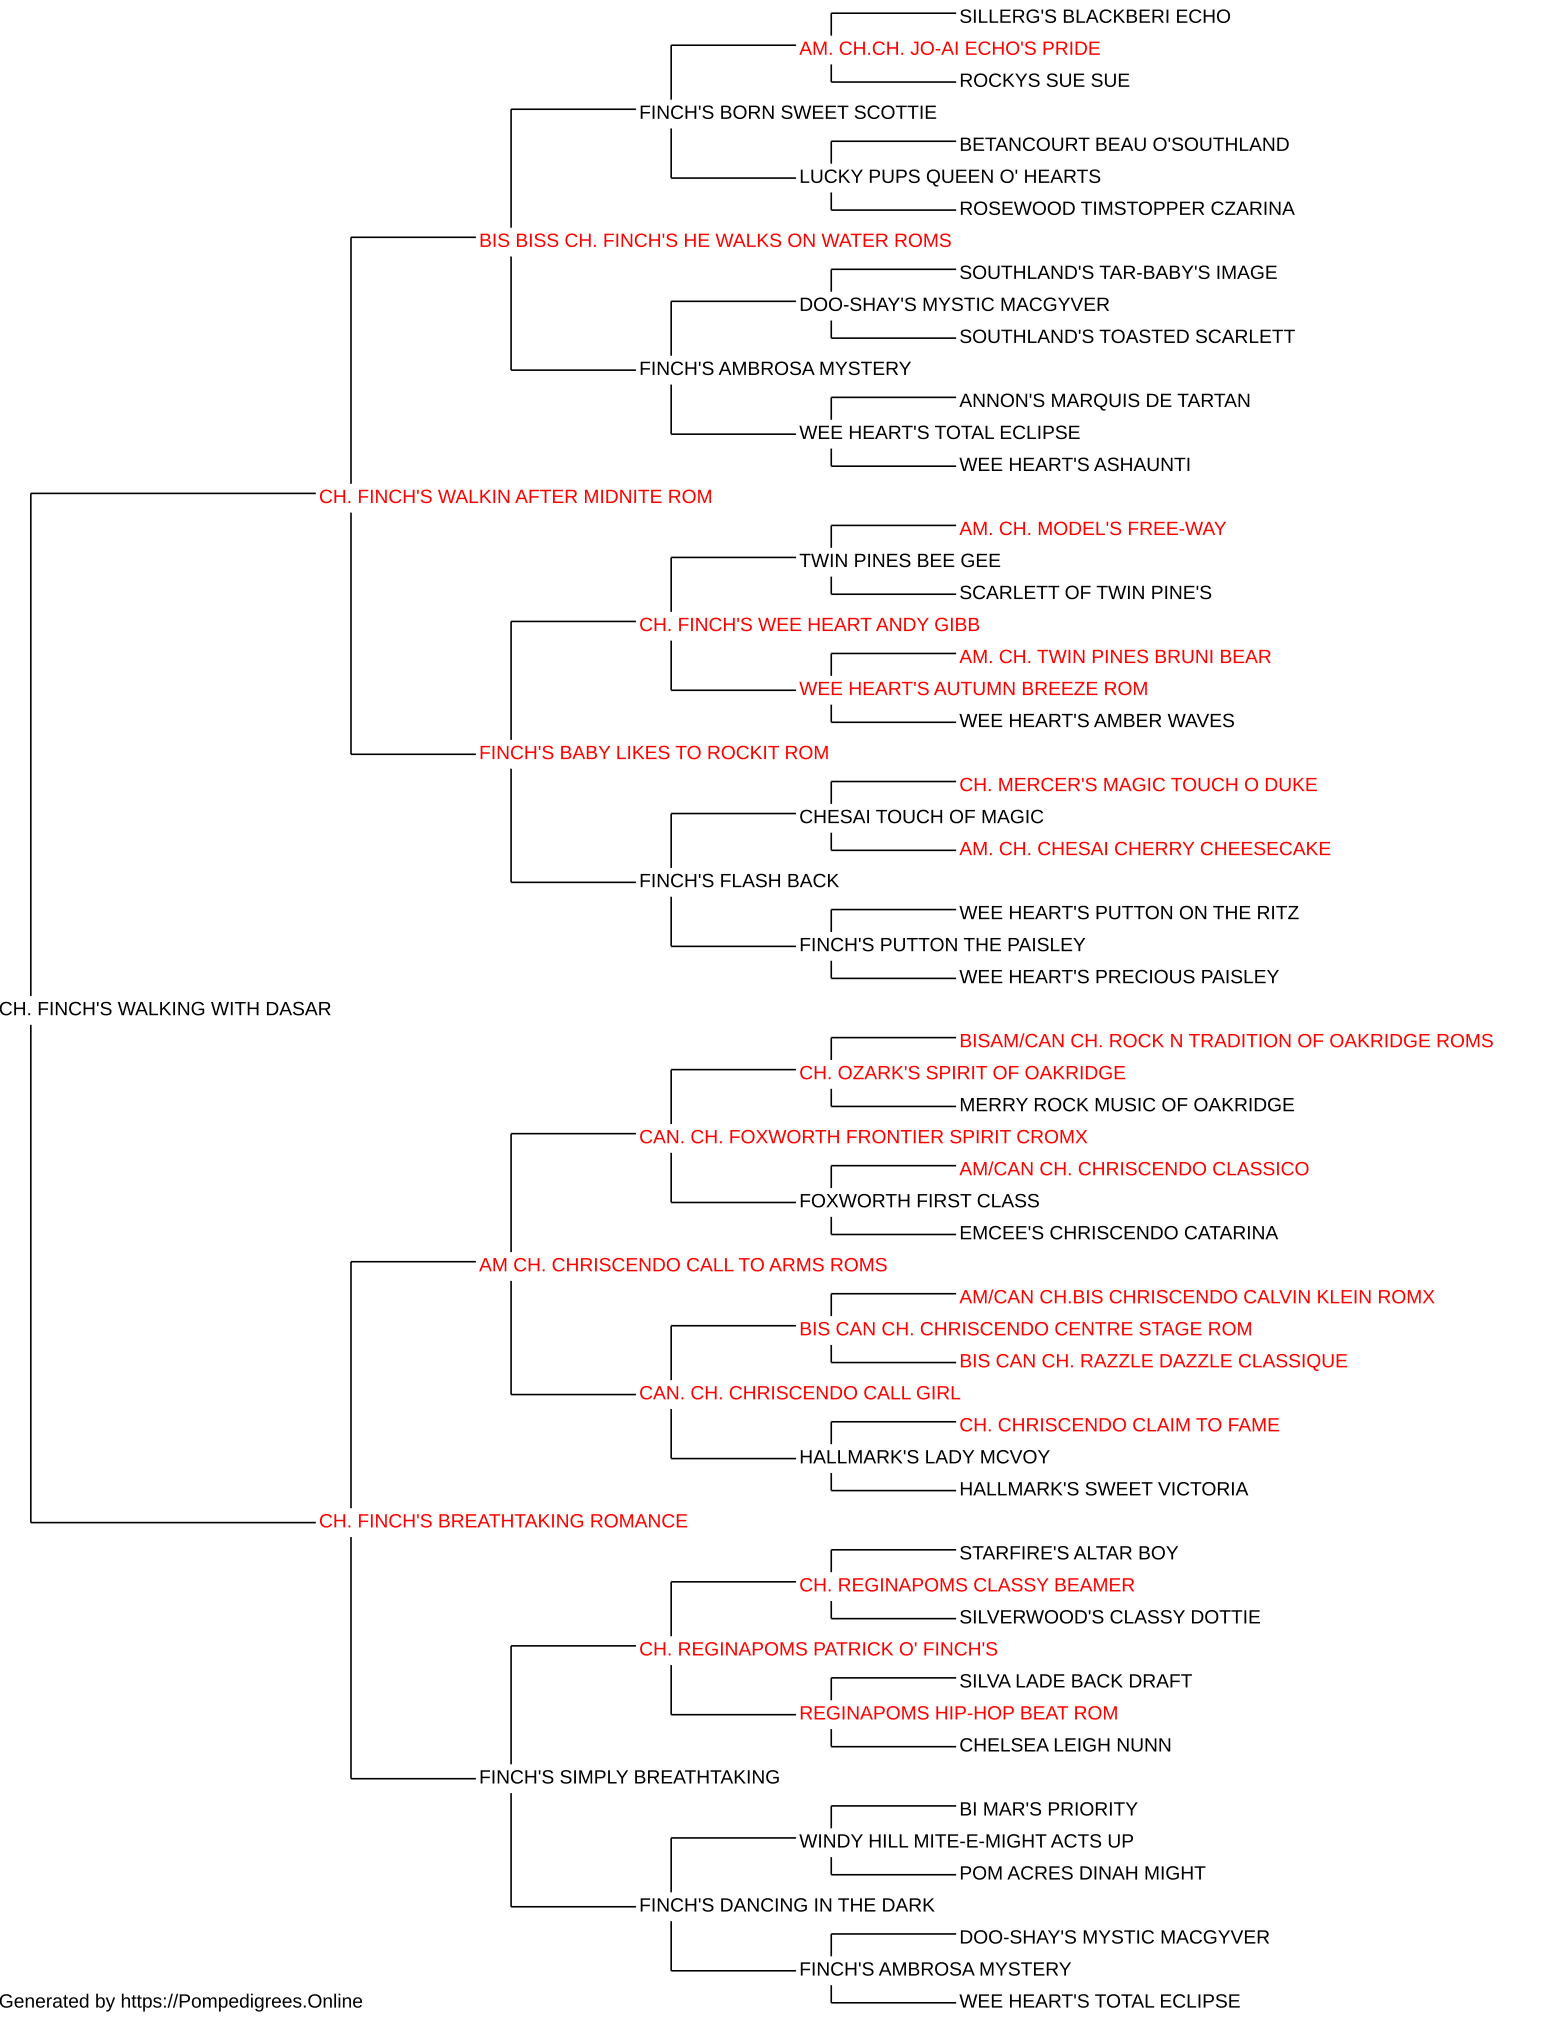 SILLERG'S BLACKBERI ECHO
AM. CH.CH. JO-AI ECHO'S PRIDE
ROCKYS SUE SUE
FINCH'S BORN SWEET SCOTTIE
BETANCOURT BEAU O'SOUTHLAND
LUCKY PUPS QUEEN O' HEARTS
ROSEWOOD TIMSTOPPER CZARINA
BIS BISS CH. FINCH'S HE WALKS ON WATER ROMS
SOUTHLAND'S TAR-BABY'S IMAGE
DOO-SHAY'S MYSTIC MACGYVER
SOUTHLAND'S TOASTED SCARLETT
FINCH'S AMBROSA MYSTERY
ANNON'S MARQUIS DE TARTAN
WEE HEART'S TOTAL ECLIPSE
WEE HEART'S ASHAUNTI
CH. FINCH'S WALKIN AFTER MIDNITE ROM
AM. CH. MODEL'S FREE-WAY
TWIN PINES BEE GEE
SCARLETT OF TWIN PINE'S
CH. FINCH'S WEE HEART ANDY GIBB
AM. CH. TWIN PINES BRUNI BEAR
WEE HEART'S AUTUMN BREEZE ROM
WEE HEART'S AMBER WAVES
FINCH'S BABY LIKES TO ROCKIT ROM
CH. MERCER'S MAGIC TOUCH O DUKE
CHESAI TOUCH OF MAGIC
AM. CH. CHESAI CHERRY CHEESECAKE
FINCH'S FLASH BACK
WEE HEART'S PUTTON ON THE RITZ
FINCH'S PUTTON THE PAISLEY
WEE HEART'S PRECIOUS PAISLEY
CH. FINCH'S WALKING WITH DASAR
BISAM/CAN CH. ROCK N TRADITION OF OAKRIDGE ROMS
CH. OZARK'S SPIRIT OF OAKRIDGE
MERRY ROCK MUSIC OF OAKRIDGE
CAN. CH. FOXWORTH FRONTIER SPIRIT CROMX
AM/CAN CH. CHRISCENDO CLASSICO
FOXWORTH FIRST CLASS
EMCEE'S CHRISCENDO CATARINA
AM CH. CHRISCENDO CALL TO ARMS ROMS
AM/CAN CH.BIS CHRISCENDO CALVIN KLEIN ROMX
BIS CAN CH. CHRISCENDO CENTRE STAGE ROM
BIS CAN CH. RAZZLE DAZZLE CLASSIQUE
CAN. CH. CHRISCENDO CALL GIRL
CH. CHRISCENDO CLAIM TO FAME
HALLMARK'S LADY MCVOY
HALLMARK'S SWEET VICTORIA
CH. FINCH'S BREATHTAKING ROMANCE
STARFIRE'S ALTAR BOY
CH. REGINAPOMS CLASSY BEAMER
SILVERWOOD'S CLASSY DOTTIE
CH. REGINAPOMS PATRICK O' FINCH'S
SILVA LADE BACK DRAFT
REGINAPOMS HIP-HOP BEAT ROM
CHELSEA LEIGH NUNN
FINCH'S SIMPLY BREATHTAKING
BI MAR'S PRIORITY
WINDY HILL MITE-E-MIGHT ACTS UP
POM ACRES DINAH MIGHT
FINCH'S DANCING IN THE DARK
DOO-SHAY'S MYSTIC MACGYVER
FINCH'S AMBROSA MYSTERY
WEE HEART'S TOTAL ECLIPSE
Generated by https://Pompedigrees.Online